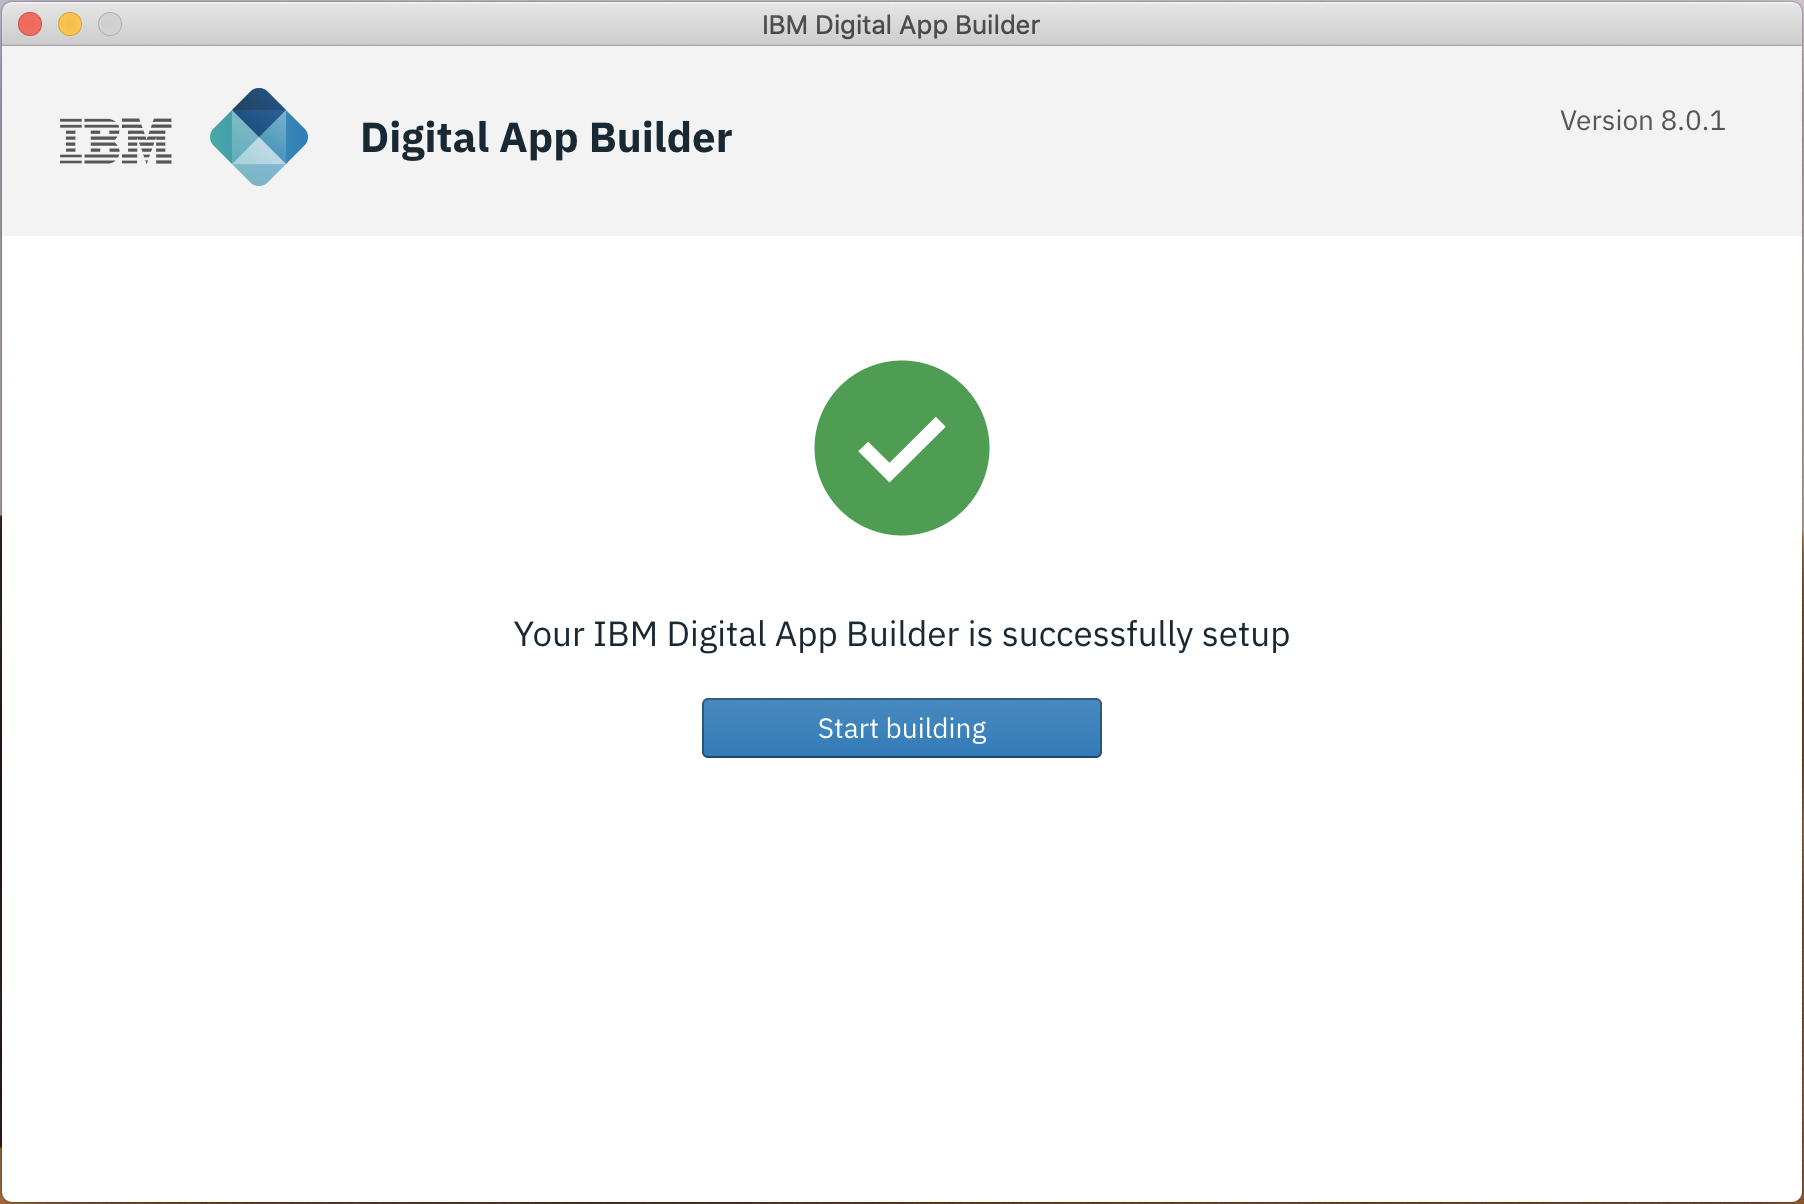 IBM Digital App Builder
IBM
Digital App Builder
Version 8.0.1
Your IBM Digital App Builder is successfully setup
Start building